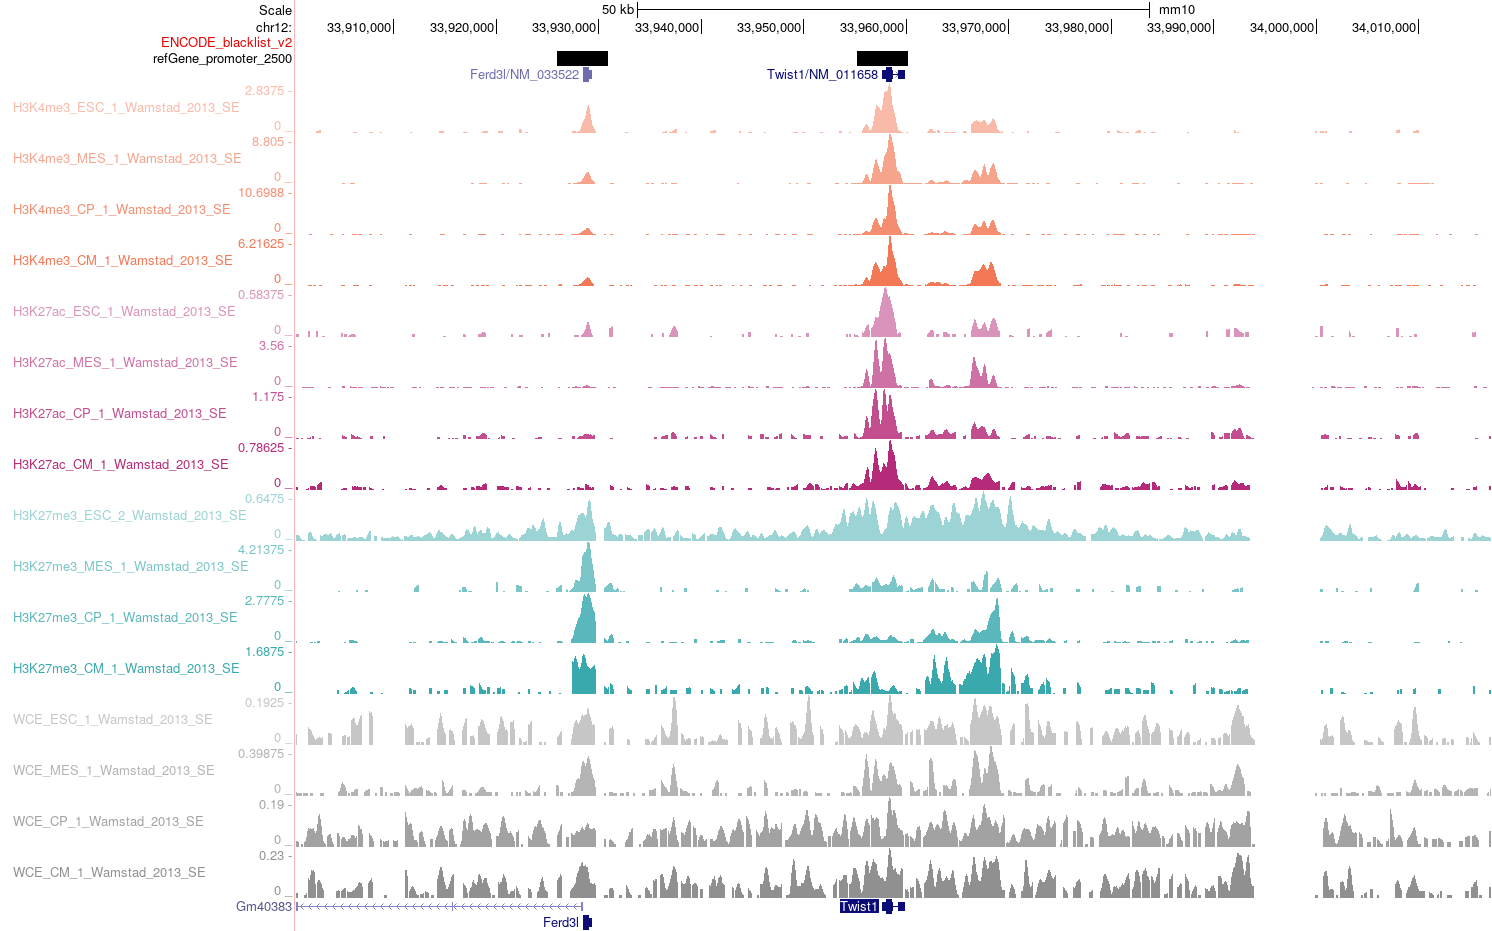 Scale 50 kb mm10
chr12: 33,910,000 33,920,000 33,930,000 33,940,000 33,950,000 33,960,000 33,970,000 33,980,000 33,990,000 34,000,000 34,010,000
ENCODE_blacklist_v2
refGene_promoter_2500
Ferd3l/NM_033522 Twist1/NM_011658
2.8375 -
H3K4me3_ESC_1_Wamstad_2013_SE
0 _
8.805 -
H3K4me3_MES_1_Wamstad_2013_SE
0 _
10.6988 -
H3K4me3_CP_1_Wamstad_2013_SE
0 _
6.21625 -
H3K4me3_CM_1_Wamstad_2013_SE
0 _
0.58375 -
H3K27ac_ESC_1_Wamstad_2013_SE
0 _
3.56 -
H3K27ac_MES_1_Wamstad_2013_SE
0 _
1.175 -
H3K27ac_CP_1_Wamstad_2013_SE
0 _
0.78625 -
H3K27ac_CM_1_Wamstad_2013_SE
0 _
0.6475 -
H3K27me3_ESC_2_Wamstad_2013_SE
0 _
4.21375 -
H3K27me3_MES_1_Wamstad_2013_SE
0 _
2.7775 -
H3K27me3_CP_1_Wamstad_2013_SE
0 _
1.6875 -
H3K27me3_CM_1_Wamstad_2013_SE
0 _
0.1925 -
WCE_ESC_1_Wamstad_2013_SE
0 _
0.39875 -
WCE_MES_1_Wamstad_2013_SE
0 _
0.19 -
WCE_CP_1_Wamstad_2013_SE
0 _
0.23 -
WCE_CM_1_Wamstad_2013_SE
0 _
Gm40383 Twist1
Ferd3l